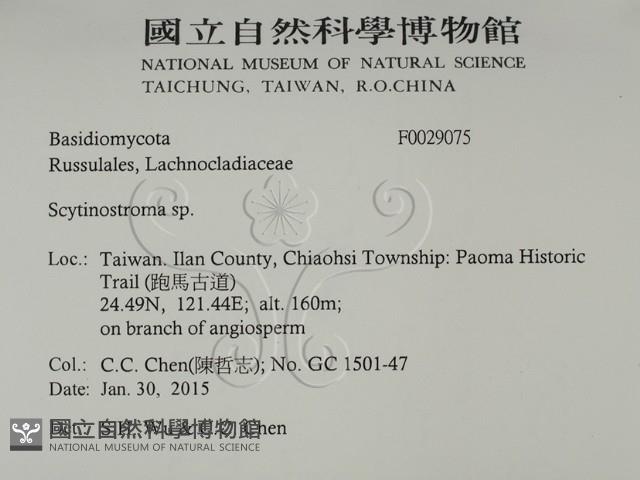 國立自然科學博物館
NATIONAL MUSEUM OF NATURAL SCIENCE
TAICHUNG, TAIWAN, R.O.CHINA
Basidiomycota F0029075
Russulales, Lachnocladiaceae
Scytinostroma sp.
Loc.: Taiwan. Ilan County, Chiaohsi Township: Paoma Historic
Trail (跑馬古道)
24.49N, 121.44E; alt. 160m;
on branch of angiosperm
Col.: C.C. Chen(陳哲志); No. GC 1501-47
Date: Jan. 30, 2015
Wu & Chen
國立自然科學博物館
NATIONAL MUSEUM OF NATURAL SCIENCE